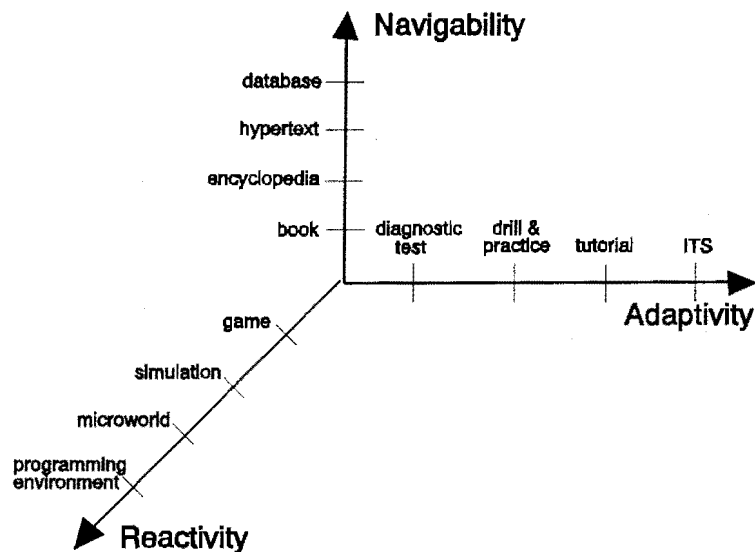 Navigability
database
hypertext
encyclopedia
book
diagnostic
test
drill &
practice
tutorial
ITS
Adaptivity
game
simulation
microworld
programming
environment
Reactivity